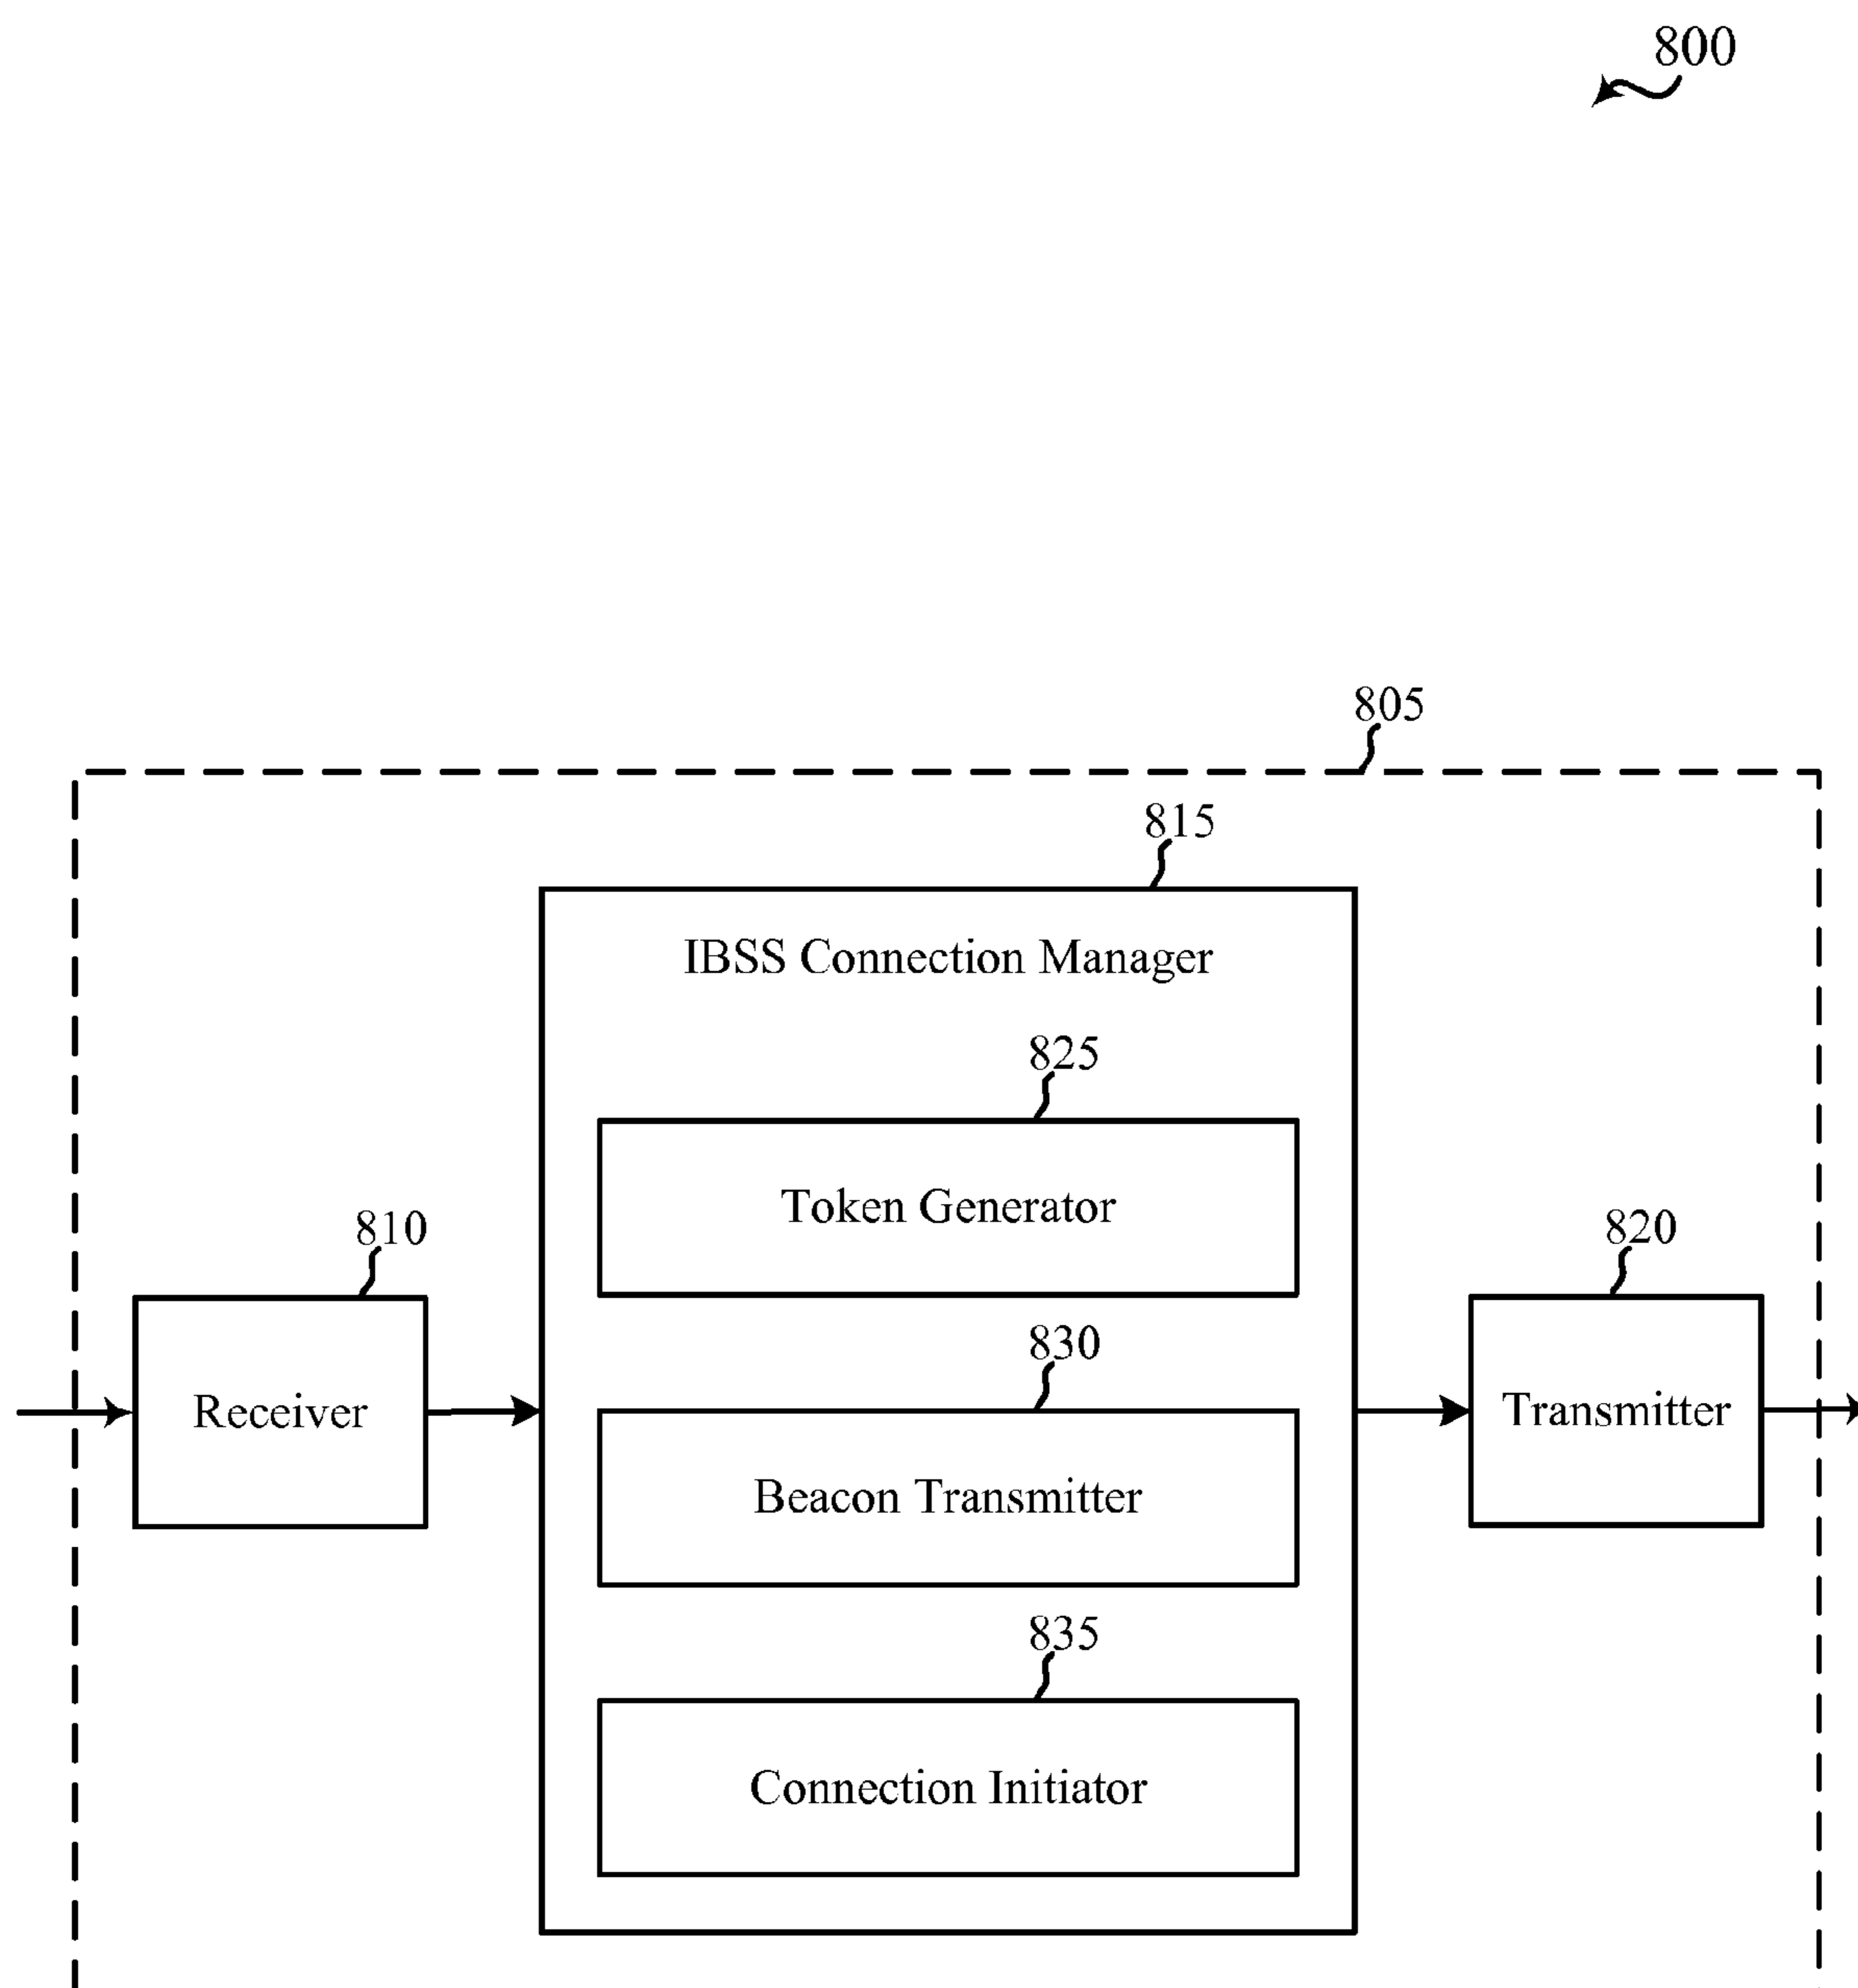 800
805
815
IBSS Connection Manager
825
Token Generator
810
820
830
Receiver
Transmitter
Beacon Transmitter
835
Connection Initiator